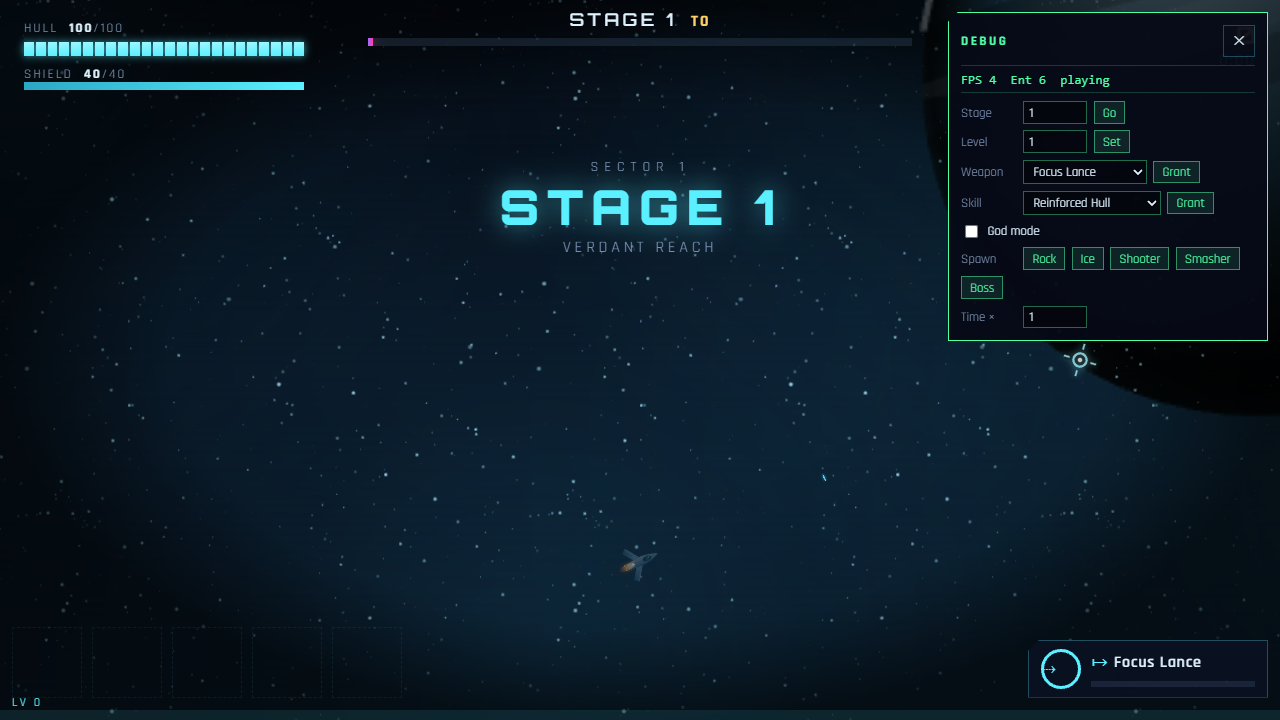 HULL 100/100
SHIELD 40/40
STAGE 1 TO
SECTOR 1
STAGE 1
VERDANT REACH
DEBUG
FPS 4 Ent 6 playing
Stage 1 Go
Level 1 Set
Weapon Focus Lance Grant
Skill Reinforced Hull Grant
God mode
Spawn Rock Ice Shooter Smasher
Boss
Time × 1
Focus Lance
LV 0